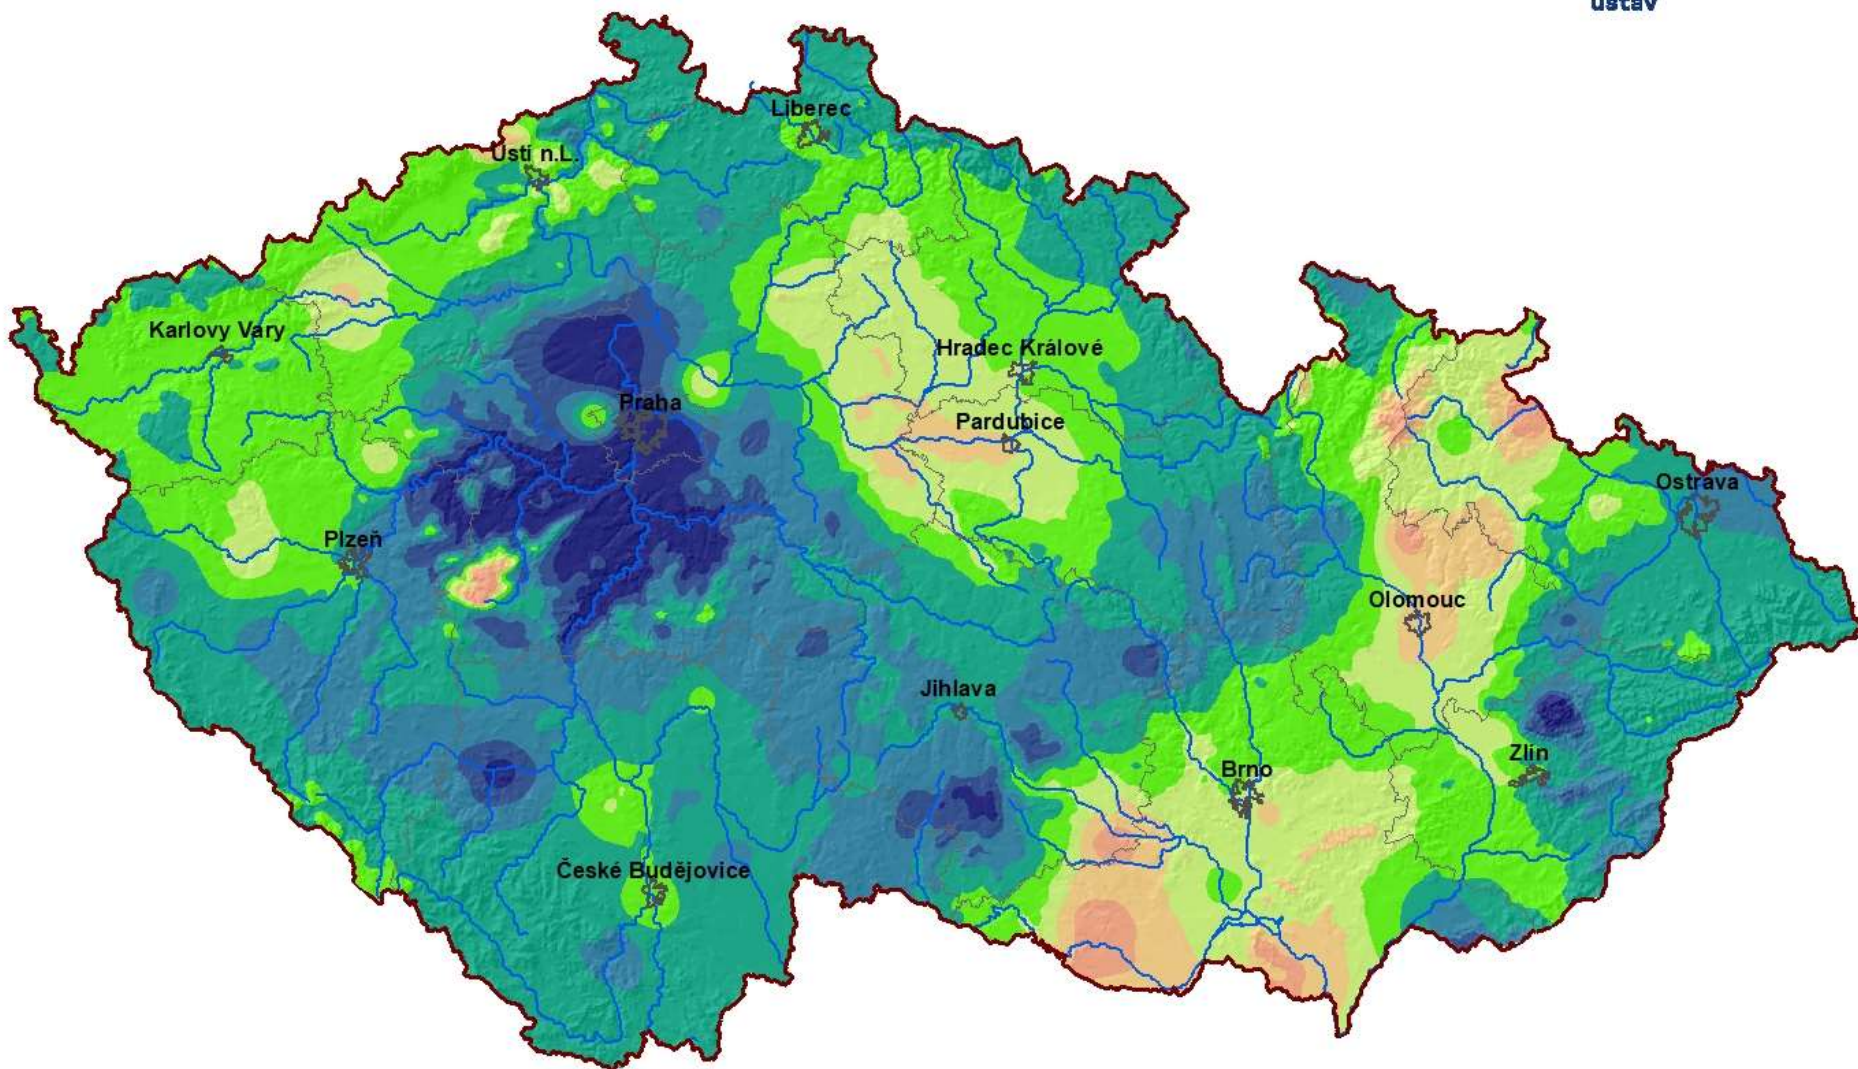 ústav
Liberec
Ústí n.L.
Karlovy Vary
Hradec Králové
Praha
Pardubice
Ostrava
Plzeň
Olomouc
Jihlava
Zlín
Brno
České Budějovice